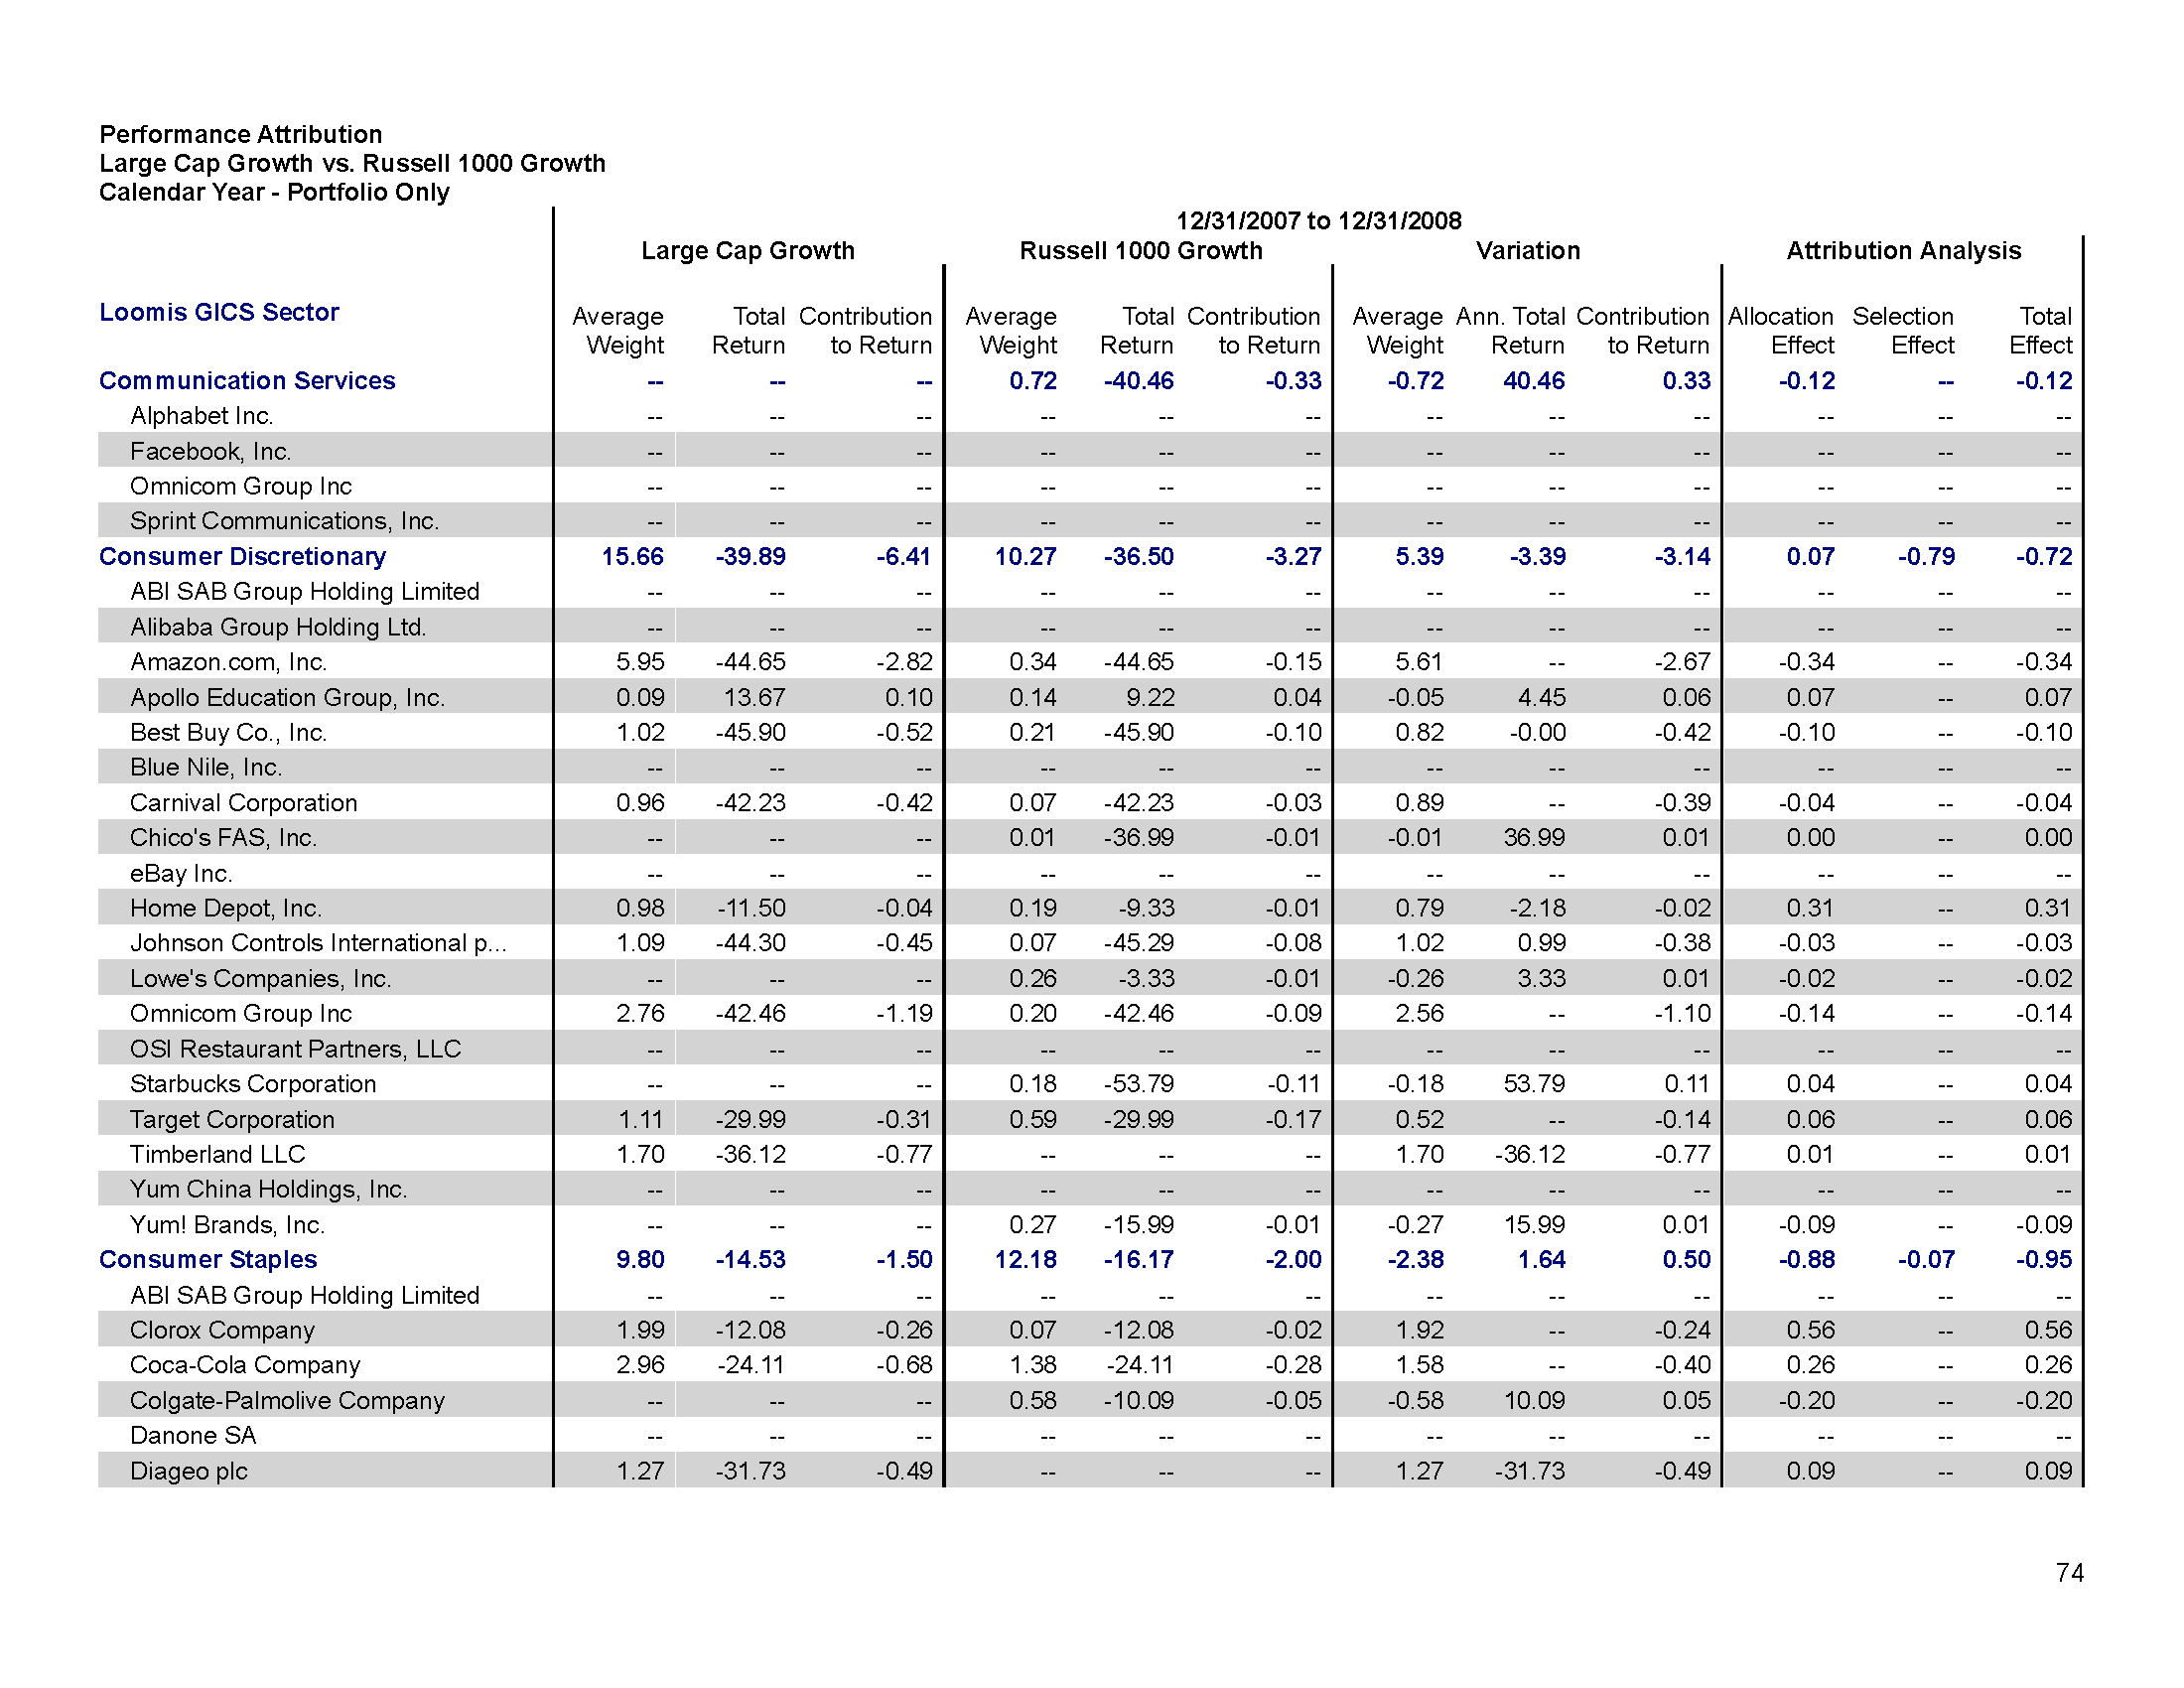 Performance Attribution
Large Cap Growth vs. Russell 1000 Growth
Calendar Year - Portfolio Only
12/31/2007 to 12/31/2008
Large Cap Growth Russell 1000 Growth Variation Attribution Analysis
Loomis GICS Sector Average Total Contribution Average Total Contribution Average Ann. Total Contribution Allocation Selection Total
Weight Return to Return Weight Return to Return Weight Return to Return Effect Effect Effect
Communication Services -- -- -- 0.72 -40.46 -0.33 -0.72 40.46 0.33 -0.12 -- -0.12
Alphabet Inc. -- -- -- -- -- -- -- -- -- -- -- --
Facebook, Inc. -- -- -- -- -- -- -- -- -- -- -- --
Omnicom Group Inc -- -- -- -- -- -- -- -- -- -- -- --
Sprint Communications, Inc. -- -- -- -- -- -- -- -- -- -- -- --
Consumer Discretionary 15.66 -39.89 -6.41 10.27 -36.50 -3.27 5.39 -3.39 -3.14 0.07 -0.79 -0.72
ABI SAB Group Holding Limited -- -- -- -- -- -- -- -- -- -- -- --
Alibaba Group Holding Ltd. -- -- -- -- -- -- -- -- -- -- -- --
Amazon.com, Inc. 5.95 -44.65 -2.82 0.34 -44.65 -0.15 5.61 -- -2.67 -0.34 -- -0.34
Apollo Education Group, Inc. 0.09 13.67 0.10 0.14 9.22 0.04 -0.05 4.45 0.06 0.07 -- 0.07
Best Buy Co., Inc. 1.02 -45.90 -0.52 0.21 -45.90 -0.10 0.82 -0.00 -0.42 -0.10 -- -0.10
Blue Nile, Inc. -- -- -- -- -- -- -- -- -- -- -- --
Carnival Corporation 0.96 -42.23 -0.42 0.07 -42.23 -0.03 0.89 -- -0.39 -0.04 -- -0.04
Chico's FAS, Inc. -- -- -- 0.01 -36.99 -0.01 -0.01 36.99 0.01 0.00 -- 0.00
eBay Inc. -- -- -- -- -- -- -- -- -- -- -- --
Home Depot, Inc. 0.98 -11.50 -0.04 0.19 -9.33 -0.01 0.79 -2.18 -0.02 0.31 -- 0.31
Johnson Controls International p... 1.09 -44.30 -0.45 0.07 -45.29 -0.08 1.02 0.99 -0.38 -0.03 -- -0.03
Lowe's Companies, Inc. -- -- -- 0.26 -3.33 -0.01 -0.26 3.33 0.01 -0.02 -- -0.02
Omnicom Group Inc 2.76 -42.46 -1.19 0.20 -42.46 -0.09 2.56 -- -1.10 -0.14 -- -0.14
OSI Restaurant Partners, LLC -- -- -- -- -- -- -- -- -- -- -- --
Starbucks Corporation -- -- -- 0.18 -53.79 -0.11 -0.18 53.79 0.11 0.04 -- 0.04
Target Corporation 1.11 -29.99 -0.31 0.59 -29.99 -0.17 0.52 -- -0.14 0.06 -- 0.06
Timberland LLC 1.70 -36.12 -0.77 -- -- -- 1.70 -36.12 -0.77 0.01 -- 0.01
Yum China Holdings, Inc. -- -- -- -- -- -- -- -- -- -- -- --
Yum! Brands, Inc. -- -- -- 0.27 -15.99 -0.01 -0.27 15.99 0.01 -0.09 -- -0.09
Consumer Staples 9.80 -14.53 -1.50 12.18 -16.17 -2.00 -2.38 1.64 0.50 -0.88 -0.07 -0.95
ABI SAB Group Holding Limited -- -- -- -- -- -- -- -- -- -- -- --
Clorox Company 1.99 -12.08 -0.26 0.07 -12.08 -0.02 1.92 -- -0.24 0.56 -- 0.56
Coca-Cola Company 2.96 -24.11 -0.68 1.38 -24.11 -0.28 1.58 -- -0.40 0.26 -- 0.26
Colgate-Palmolive Company -- -- -- 0.58 -10.09 -0.05 -0.58 10.09 0.05 -0.20 -- -0.20
Danone SA -- -- -- -- -- -- -- -- -- -- -- --
Diageo plc 1.27 -31.73 -0.49 -- -- -- 1.27 -31.73 -0.49 0.09 -- 0.09
74